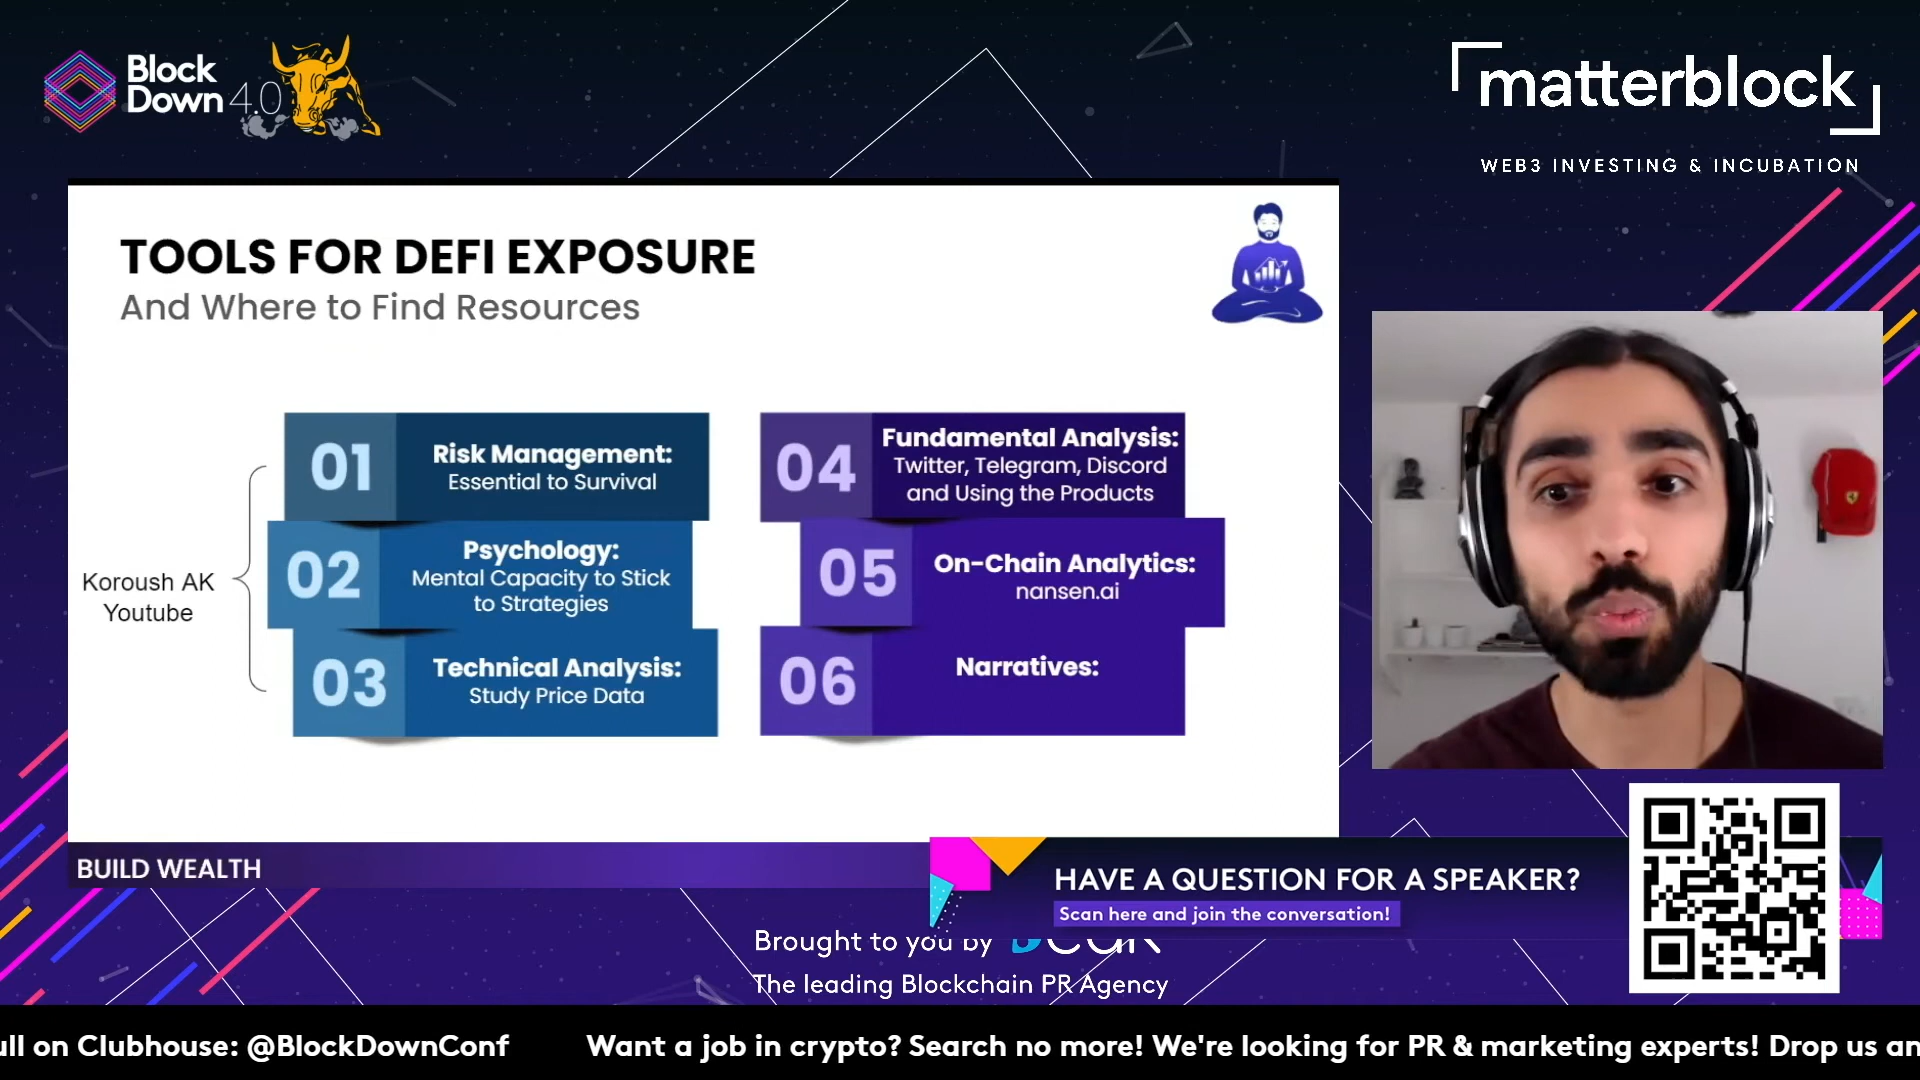 Block
Down 4.0
matterblock
WEB3 INVESTING & INCUBATION
TOOLS FOR DEFI EXPOSURE
And Where to Find Resources
Koroush AK
Youtube
01
Risk Management:
Essential to Survival
02
Psychology:
Mental Capacity to Stick
to Strategies
03
Technical Analysis:
Study Price Data
04
Fundamental Analysis:
Twitter, Telegram, Discord
and Using the Products
05
On-Chain Analytics:
nansen.ai
06
Narratives:
BUILD WEALTH
HAVE A QUESTION FOR A SPEAKER?
Scan here and join the conversation!
Brought to you by
The leading Blockchain PR Agency
ull on Clubhouse: @BlockDownConf Want a job in crypto? Search no more! We're looking for PR & marketing experts! Drop us an